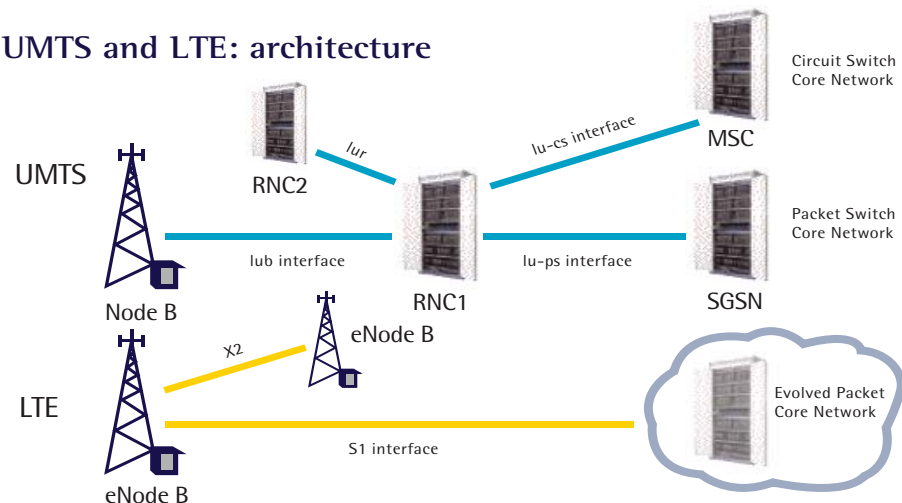 UMTS and LTE: architecture
Circuit Switch
Core Network
MSC
Iu-cs interface
Iur
RNC2
UMTS
Packet Switch
Core Network
Iub interface
Iu-ps interface
RNC1
SGSN
Node B
eNode B
X2
LTE
Evolved Packet
Core Network
S1 interface
eNode B